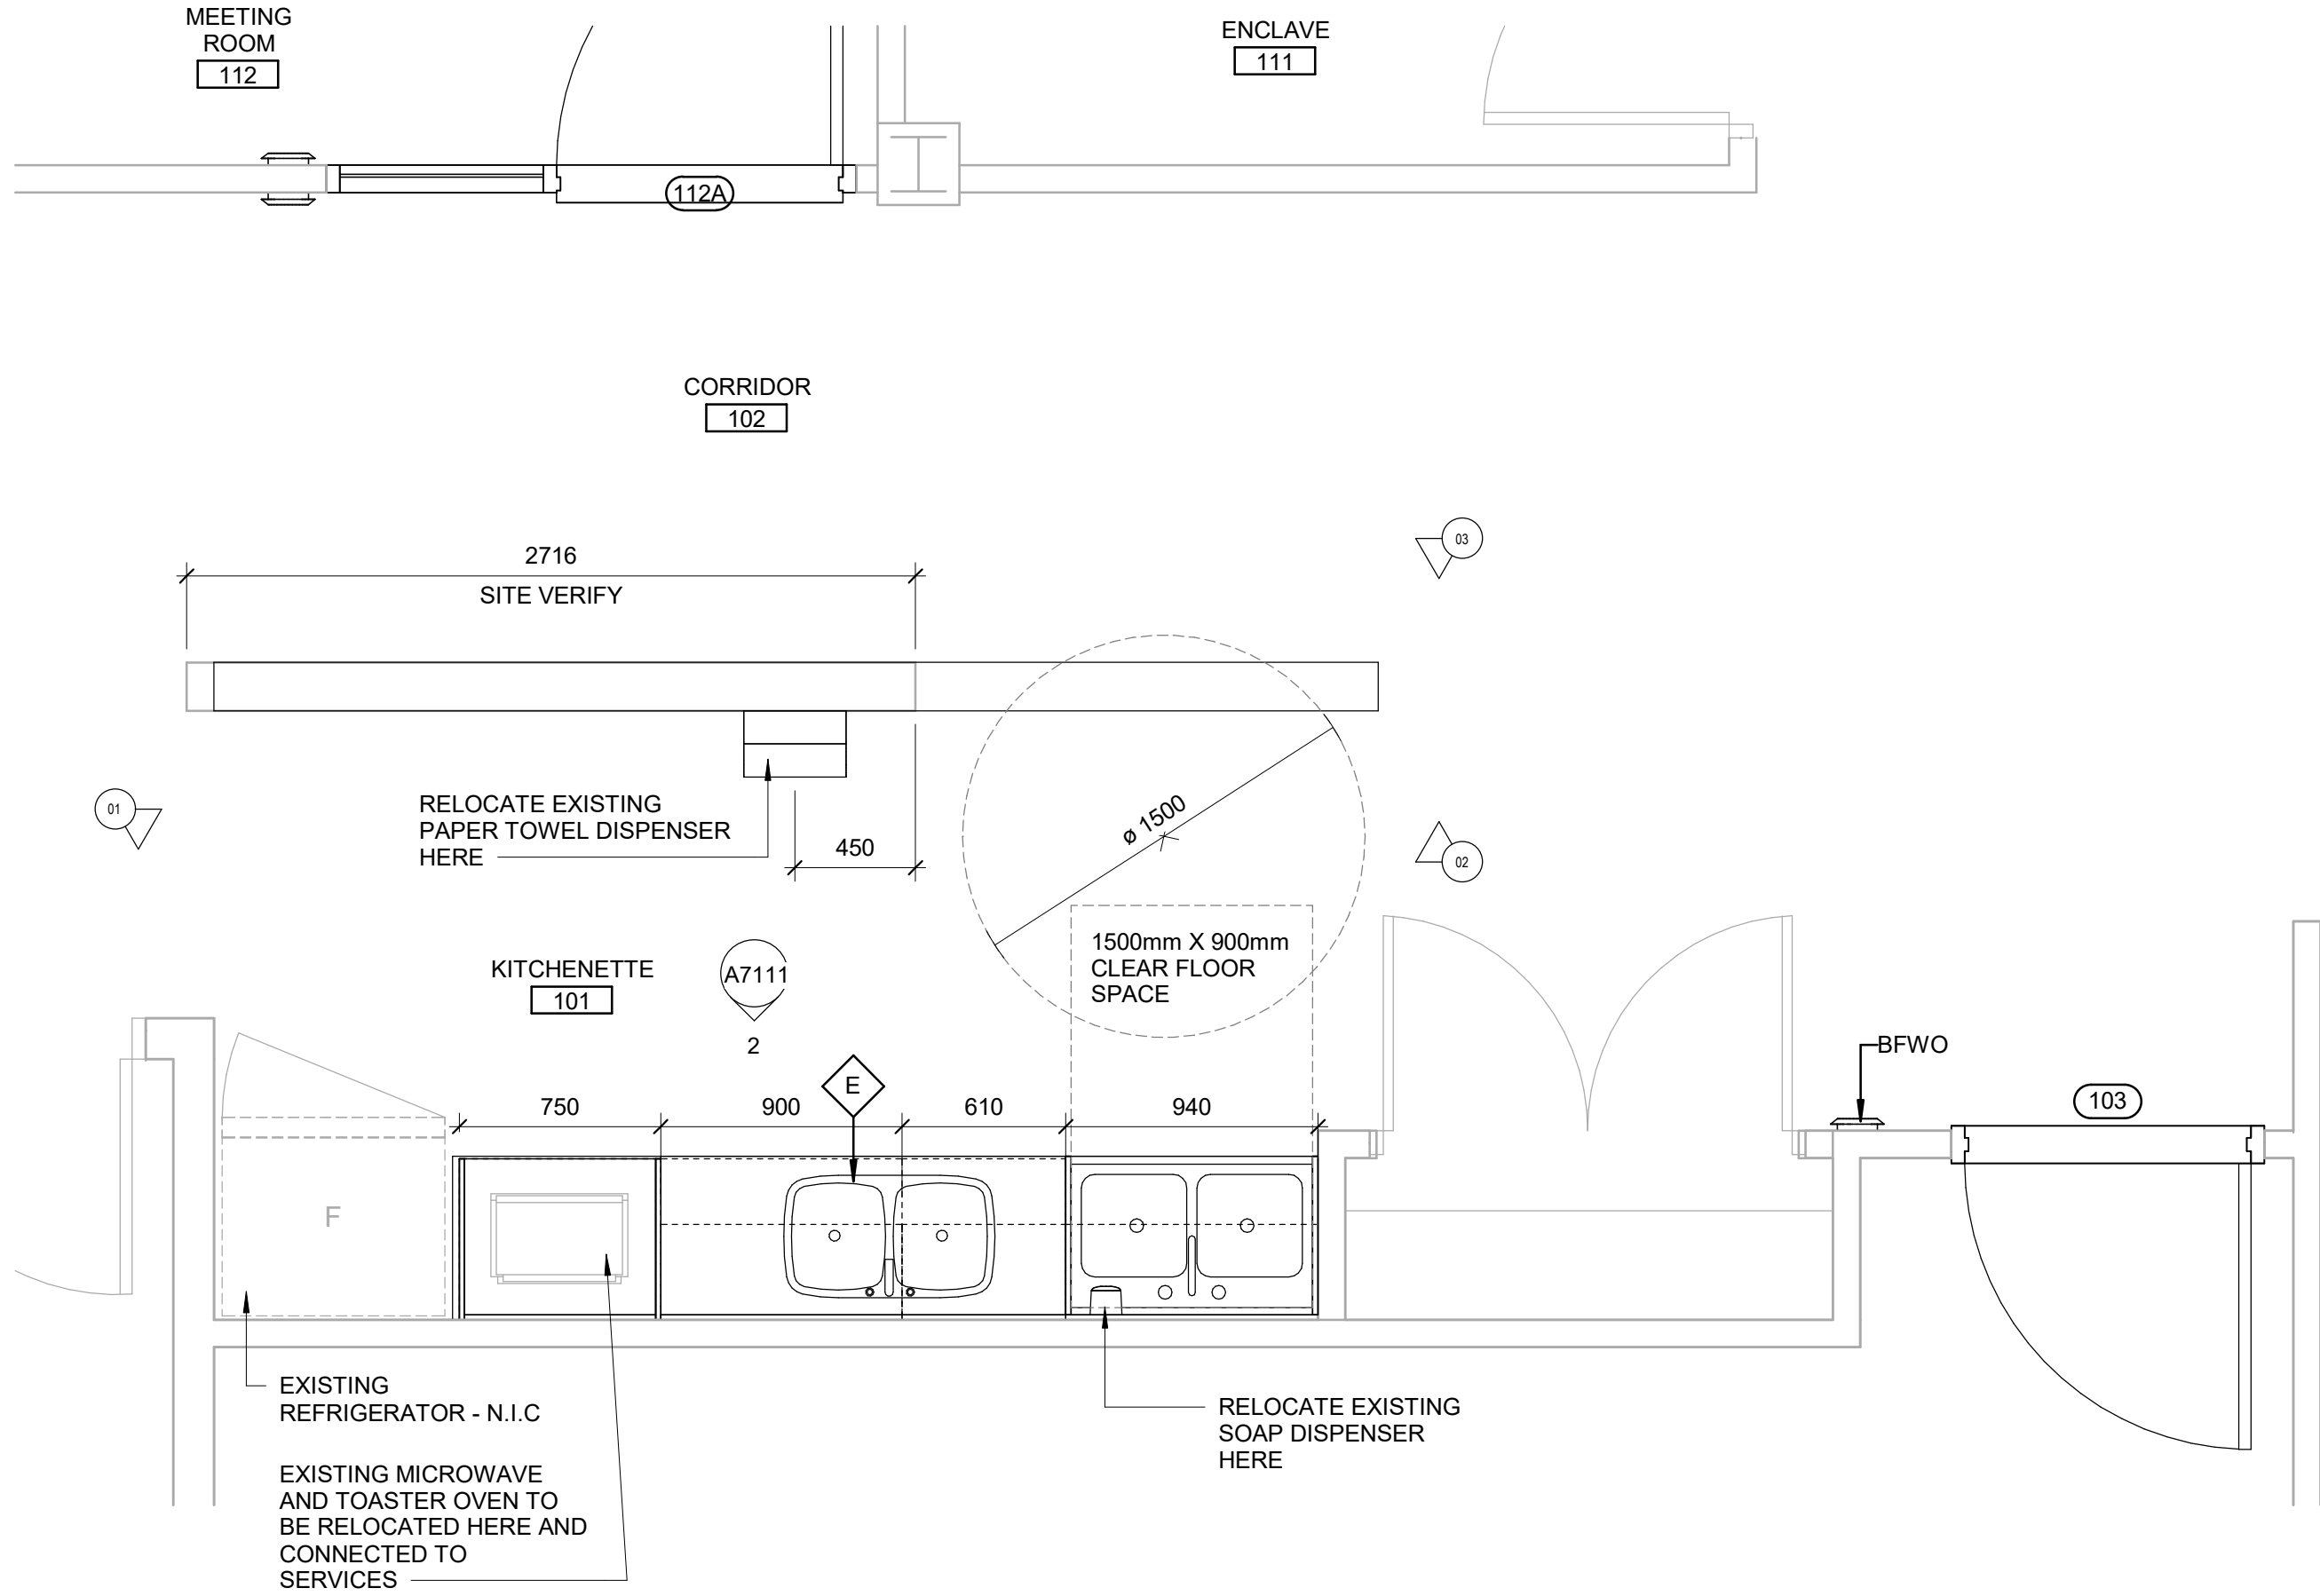 MEETING
ROOM
112
ENCLAVE
111
112A
CORRIDOR
102
03
2716
SITE VERIFY
01
RELOCATE EXISTING
PAPER TOWEL DISPENSER
HERE
450
ø 1500
02
1500mm X 900mm
CLEAR FLOOR
SPACE
KITCHENETTE
101
A7111
2
BFWO
E
103
750
900
610
940
F
EXISTING
REFRIGERATOR - N.I.C
RELOCATE EXISTING
SOAP DISPENSER
HERE
EXISTING MICROWAVE
AND TOASTER OVEN TO
BE RELOCATED HERE AND
CONNECTED TO
SERVICES